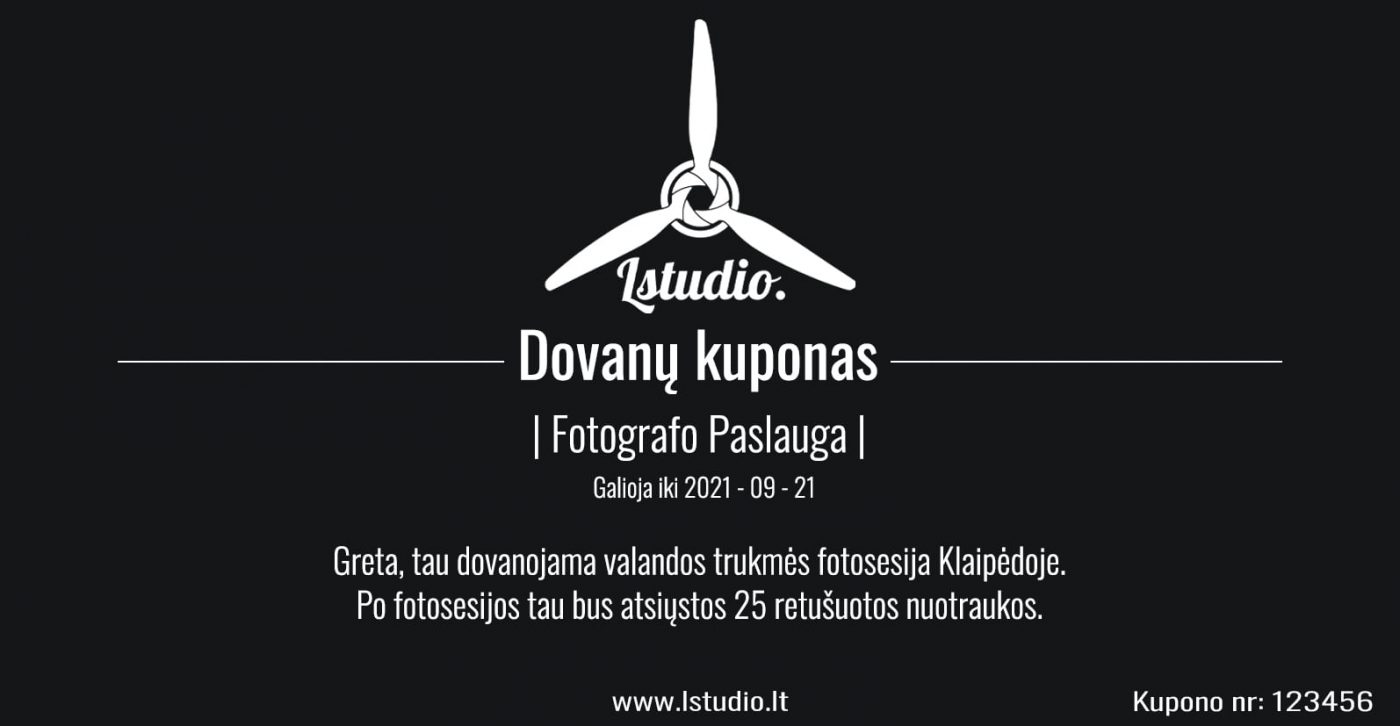 Lstudio.
Dovanų kuponas
| Fotografo Paslauga |
Galioja iki 2021 - 09 - 21
Greta, tau dovanojama valandos trukmės fotosesija Klaipėdoje.
Po fotosesijos tau bus atsiųstos 25 retušuotos nuotraukos.
www.lstudio.lt
Kupono nr: 123456